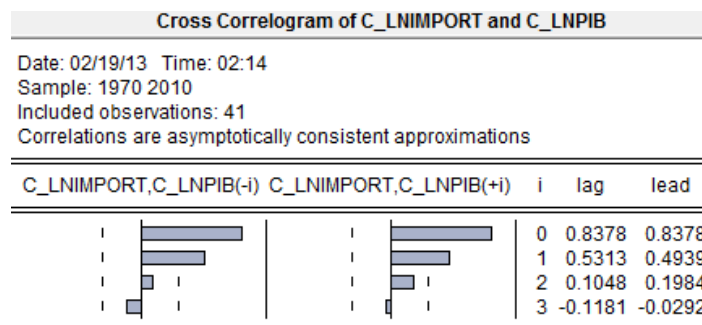 Cross Correlogram of C_LNIMPORT and C_LNPIB
Date: 02/19/13 Time: 02:14
Sample: 1970 2010
Included observations: 41
Correlations are asymptotically consistent approximations
C_LNIMPORT,C_LNPIB(-i) C_LNIMPORT,C_LNPIB(+i) i lag lead
0 0.8378 0.8378
1 0.5313 0.4939
2 0.1048 0.1984
3 -0.1181 -0.0292